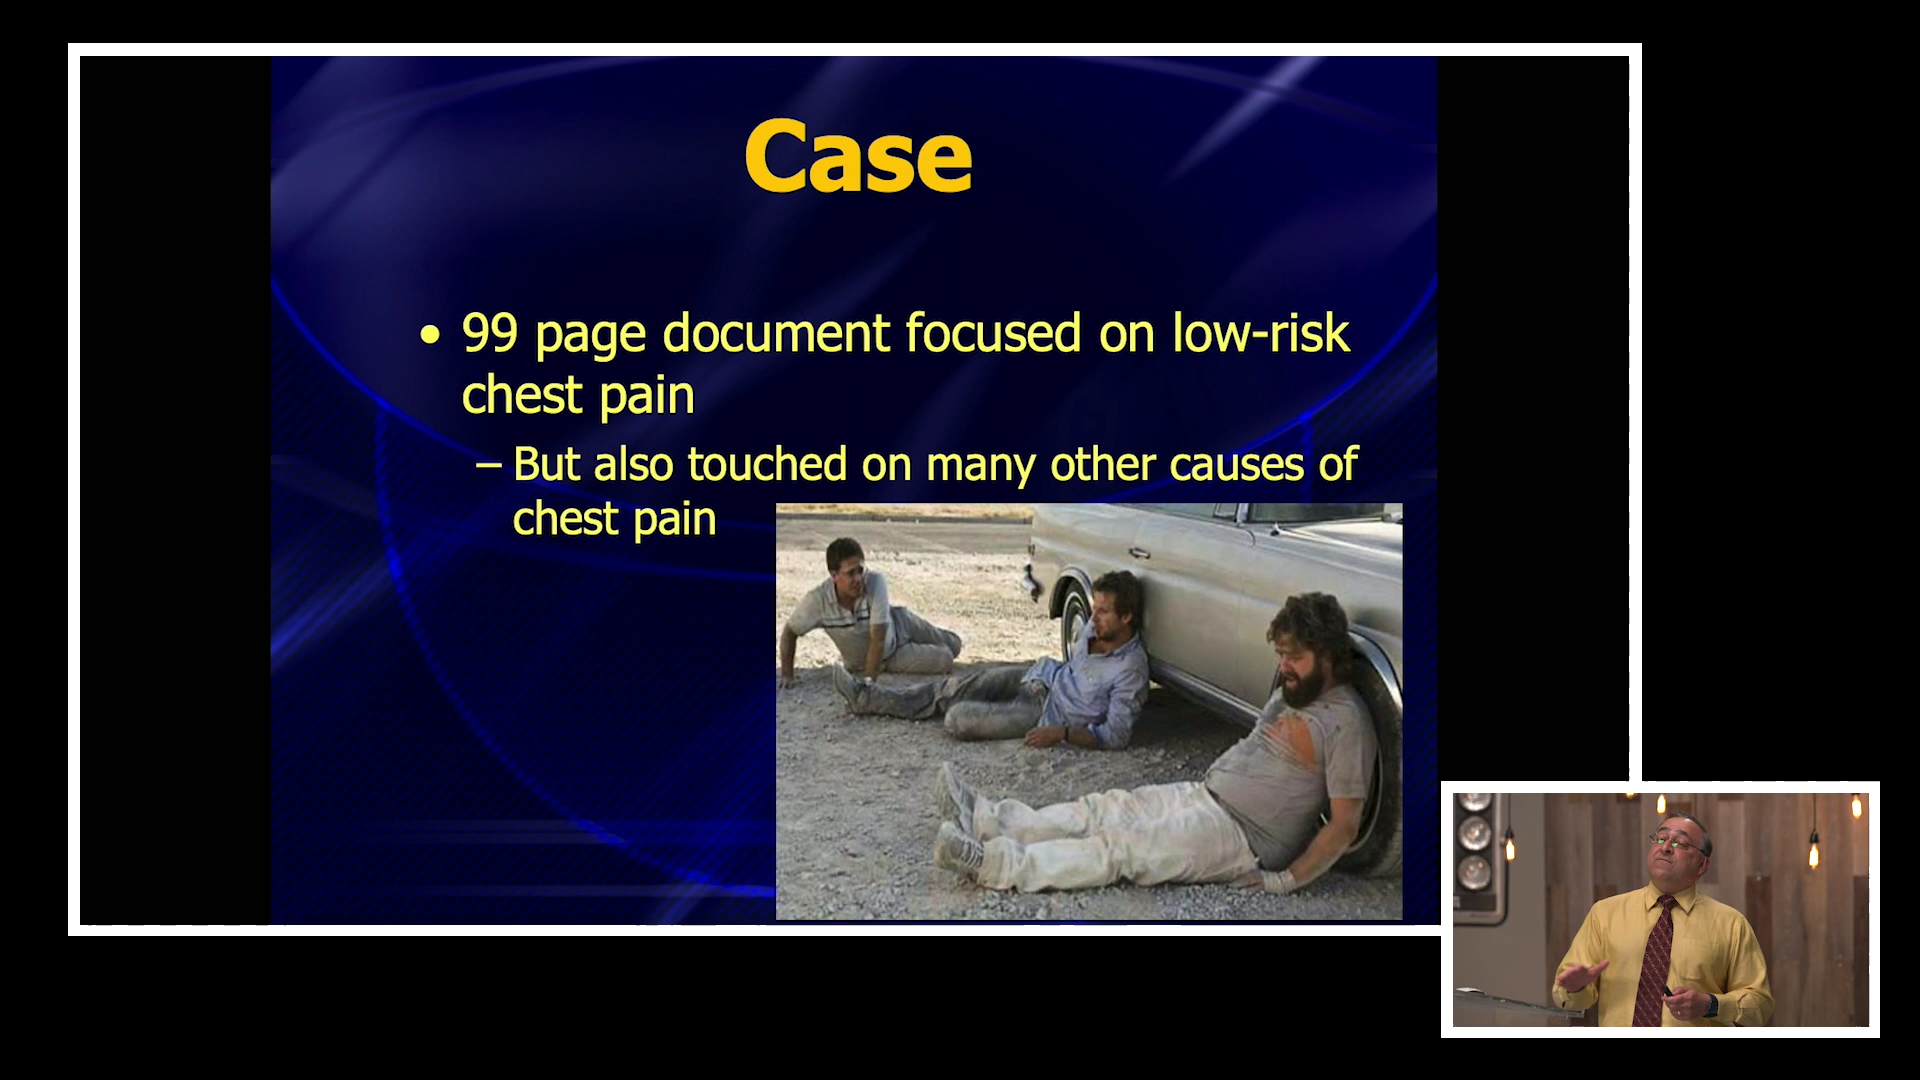 Case
• 99 page document focused on low-risk
chest pain
– But also touched on many other causes of
chest pain